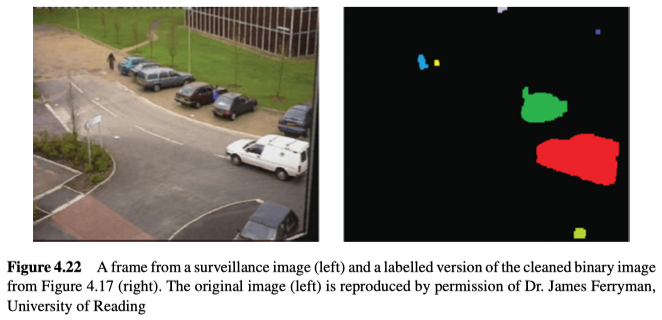 Figure 4.22 A frame from a surveillance image (left) and a labelled version of the cleaned binary image
from Figure 4.17 (right). The original image (left) is reproduced by permission of Dr. James Ferryman,
University of Reading